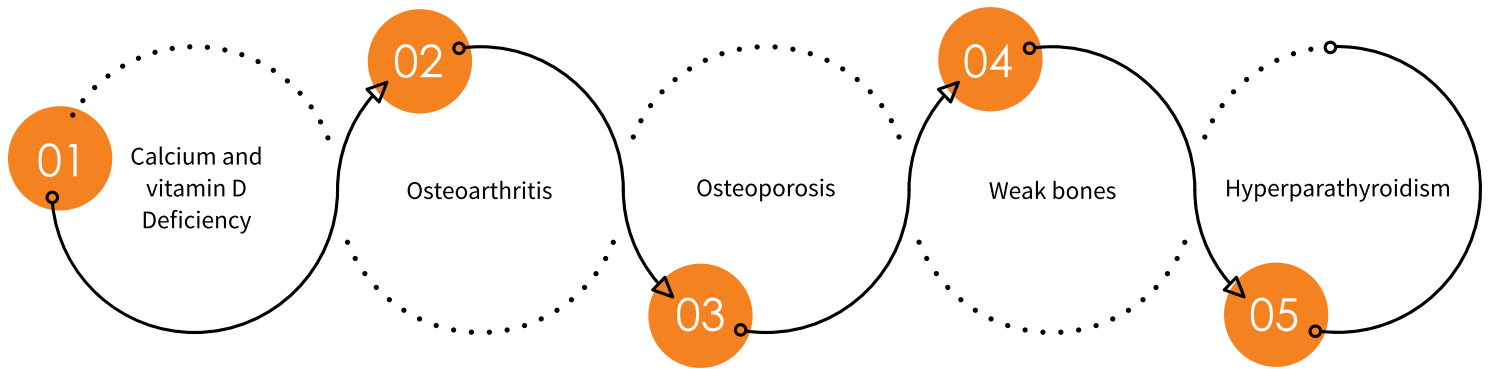 01
Calcium and
vitamin D
Deficiency
02
Osteoarthritis
03
Osteoporosis
04
Weak bones
05
Hyperparathyroidism